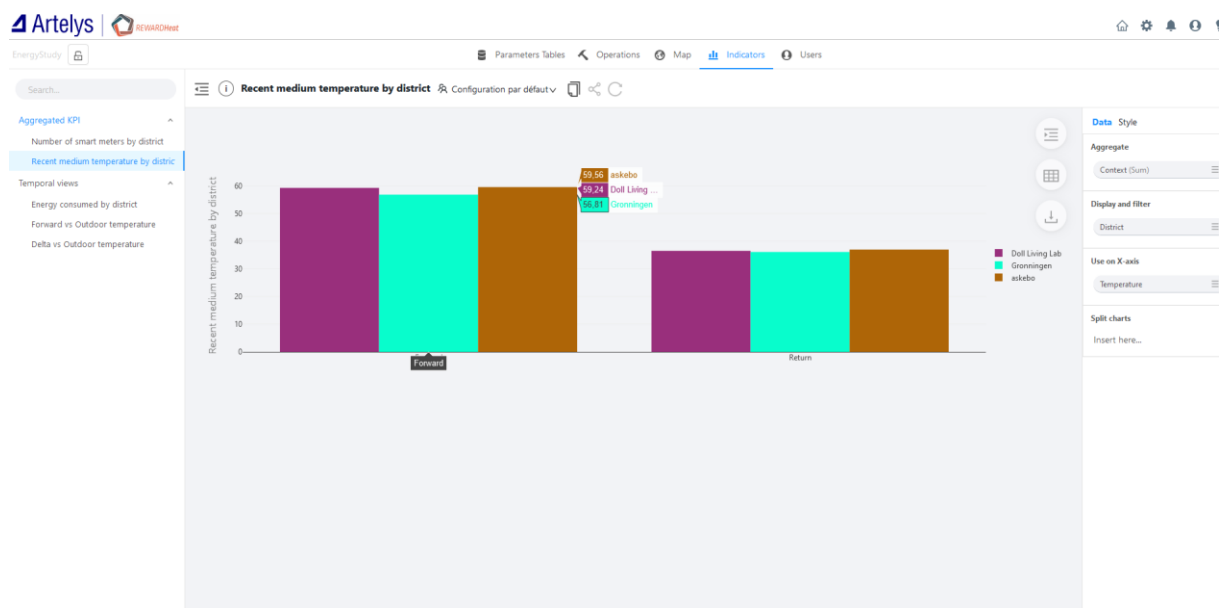 Artelys REWARDHeat
EnergyStudy
Parameters Tables Operations Map Indicators Users
Search...
Recent medium temperature by district Configuration par défaut
Aggregated KPI
Number of smart meters by district
Recent medium temperature by distric
Temporal views
Energy consumed by district
Forward vs Outdoor temperature
Delta vs Outdoor temperature
Recent medium temperature by district
60
50
40
30
20
10
0
59,56 askebo
59,24 Doll Living ...
56,81 Gronningen
Forward
Return
Doll Living Lab
Gronningen
askebo
Data Style
Aggregate
Context (Sum)
Display and filter
District
Use on X-axis
Temperature
Split charts
Insert here...